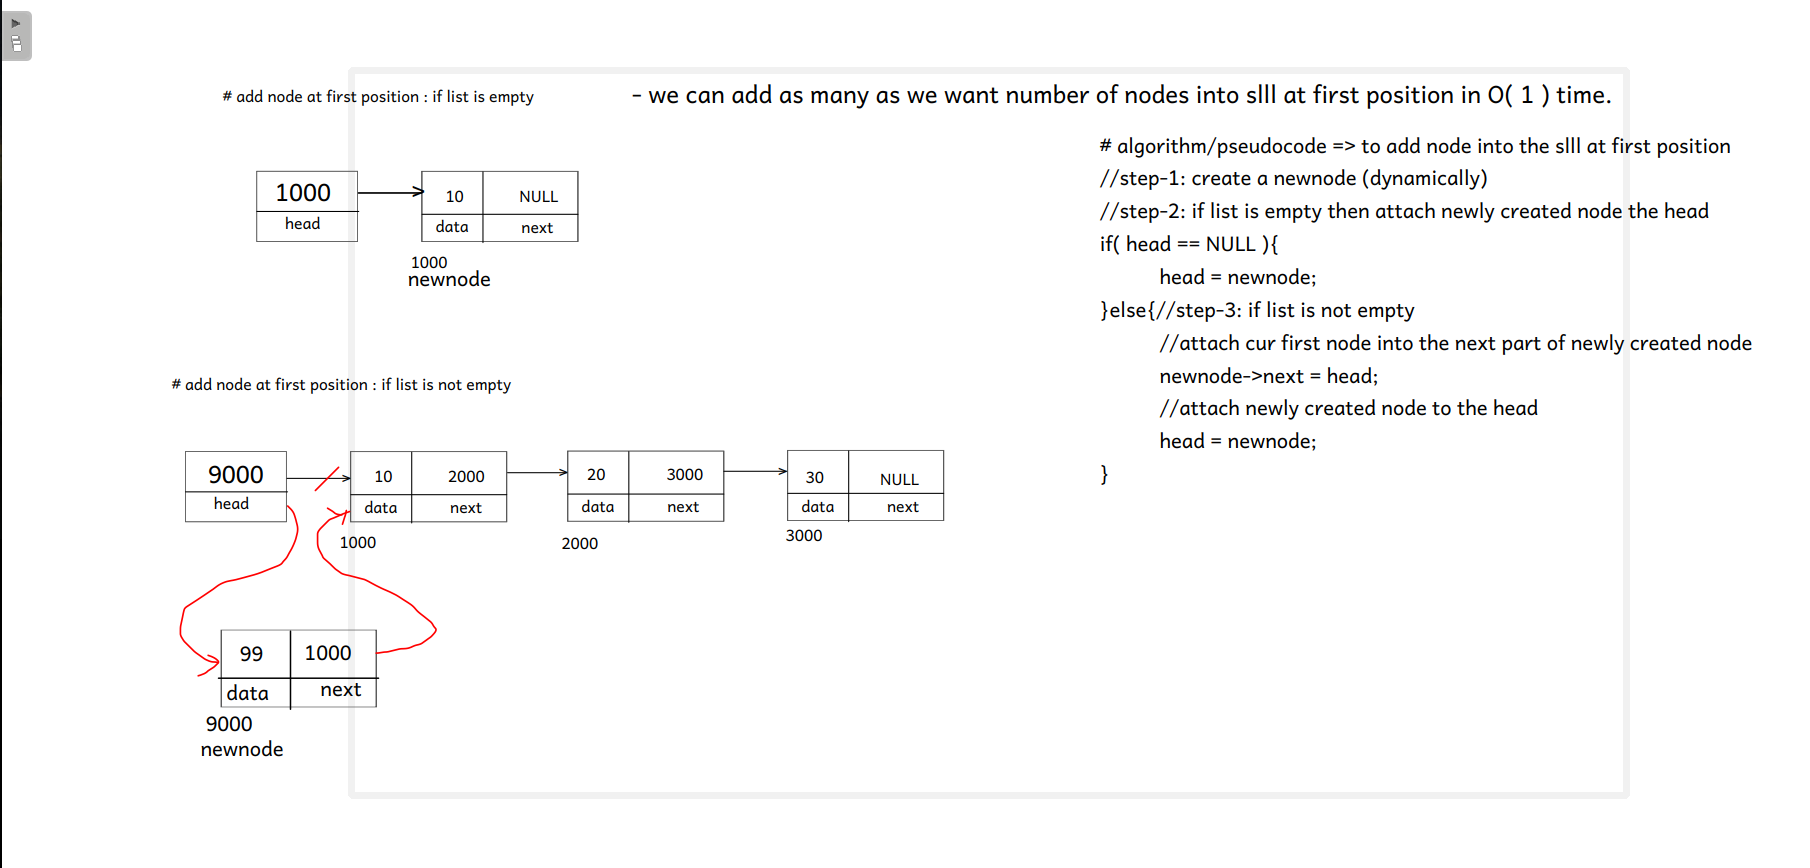 # add node at first position : if list is empty
- we can add as many as we want number of nodes into slll at first position in O( 1 ) time.
1000
head
10 NULL
data next
1000
newnode
# algorithm/pseudocode => to add node into the slll at first position
//step-1: create a newnode (dynamically)
//step-2: if list is empty then attach newly created node the head
if( head == NULL ){
head = newnode;
}else{//step-3: if list is not empty
//attach cur first node into the next part of newly created node
newnode->next = head;
//attach newly created node to the head
head = newnode;
}
# add node at first position : if list is not empty
9000
head
10 2000
data next
1000
20 3000
data next
2000
30 NULL
data next
3000
99 1000
data next
9000
newnode